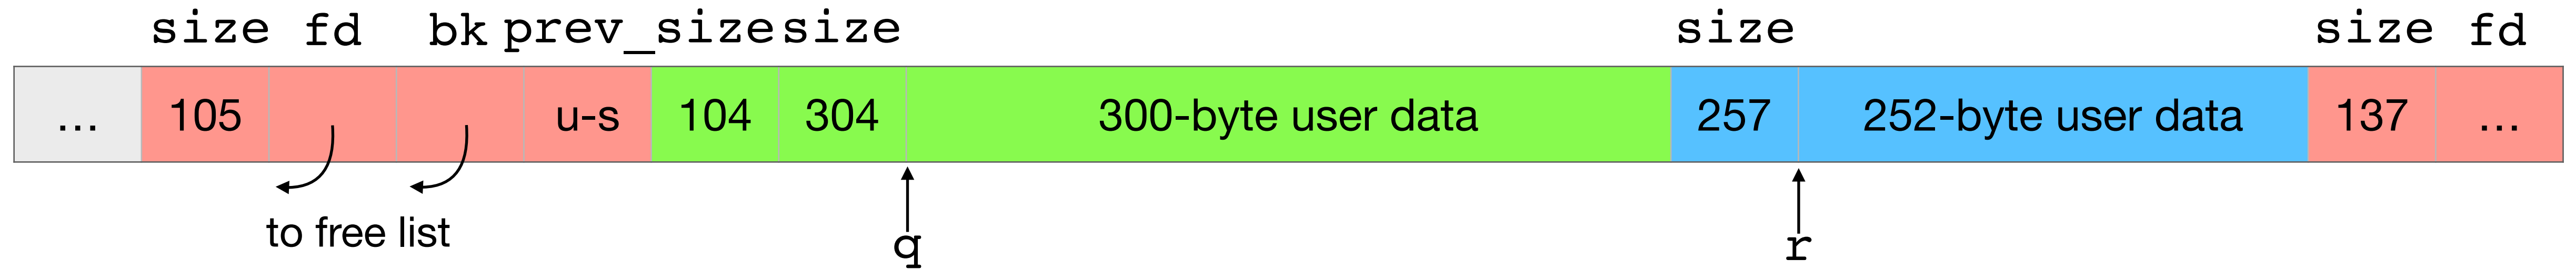 size fd bk prev_size size size size fd
... 105 u-s 104 304 300-byte user data 257 252-byte user data 137 ...
to free list
q r